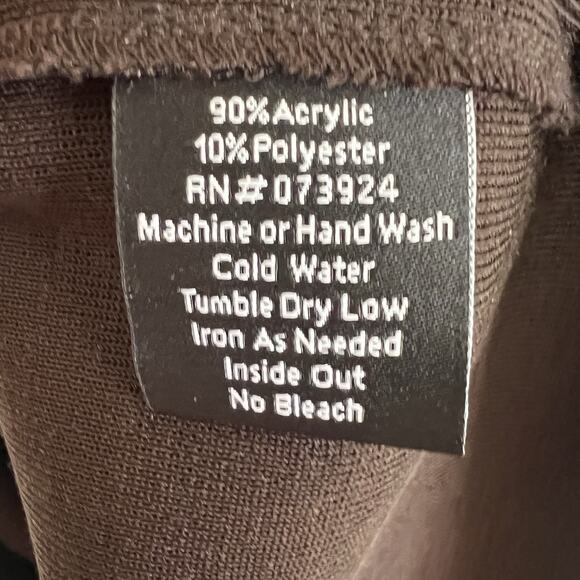 90% Acrylic
10% Polyester
RN# 073924
Machine or Hand Wash
Cold Water
Tumble Dry Low
Iron As Needed
Inside Out
No Bleach